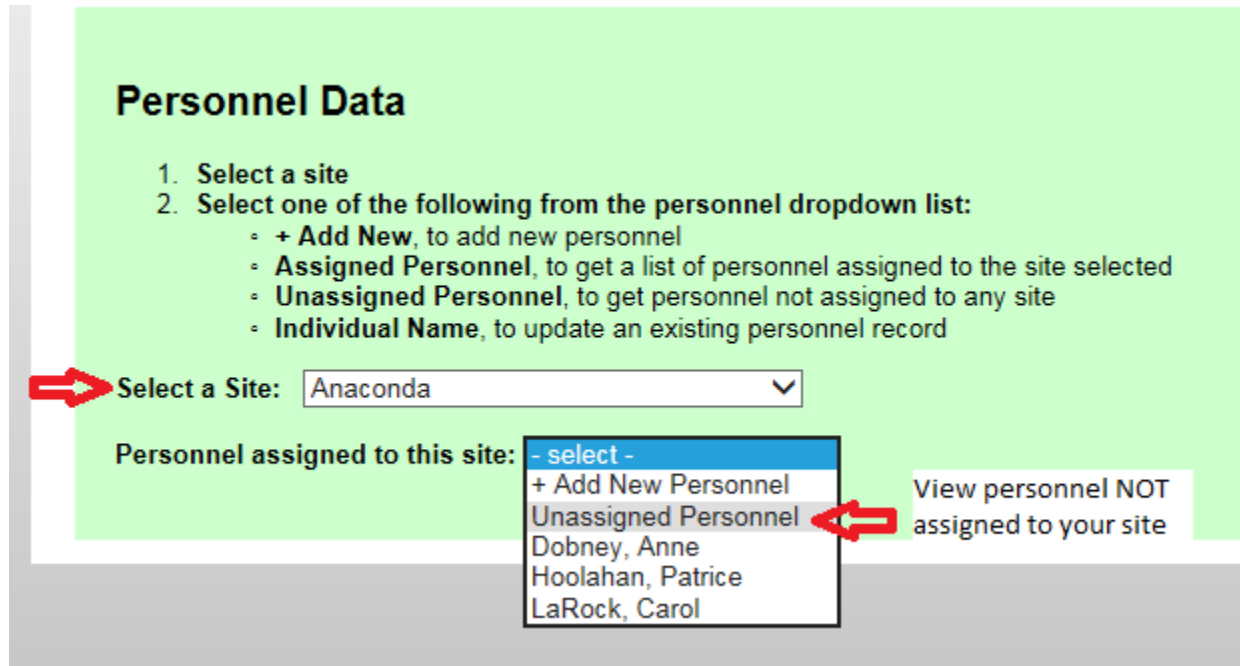 Personnel Data
1. Select a site
2. Select one of the following from the personnel dropdown list:
+ Add New, to add new personnel
Assigned Personnel, to get a list of personnel assigned to the site selected
Unassigned Personnel, to get personnel not assigned to any site
Individual Name, to update an existing personnel record
Select a Site: Anaconda
Personnel assigned to this site: - select -
+ Add New Personnel
Unassigned Personnel
Dobney, Anne
Hoolahan, Patrice
LaRock, Carol
View personnel NOT
assigned to your site